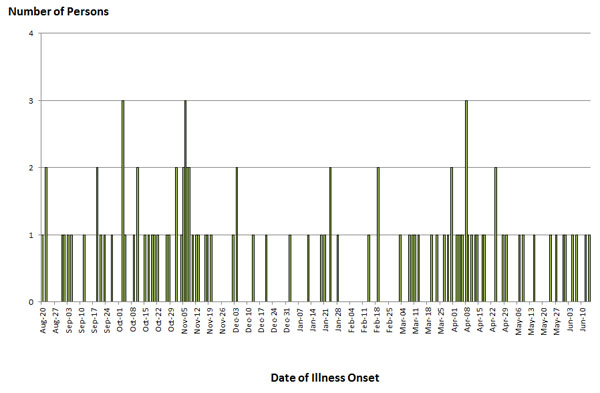 Number of Persons
4
3
2
1
0
Aug-20
Aug-27
Sep-03
Sep-10
Sep-17
Sep-24
Oct-01
Oct-08
Oct-15
Oct-22
Oct-29
Nov-05
Nov-12
Nov-19
Nov-26
Dec-03
Dec-10
Dec-17
Dec-24
Dec-31
Jan-07
Jan-14
Jan-21
Jan-28
Feb-04
Feb-11
Feb-18
Feb-25
Mar-04
Mar-11
Mar-18
Mar-25
Apr-01
Apr-08
Apr-15
Apr-22
Apr-29
May-06
May-13
May-20
May-27
Jun-03
Jun-10
Date of Illness Onset